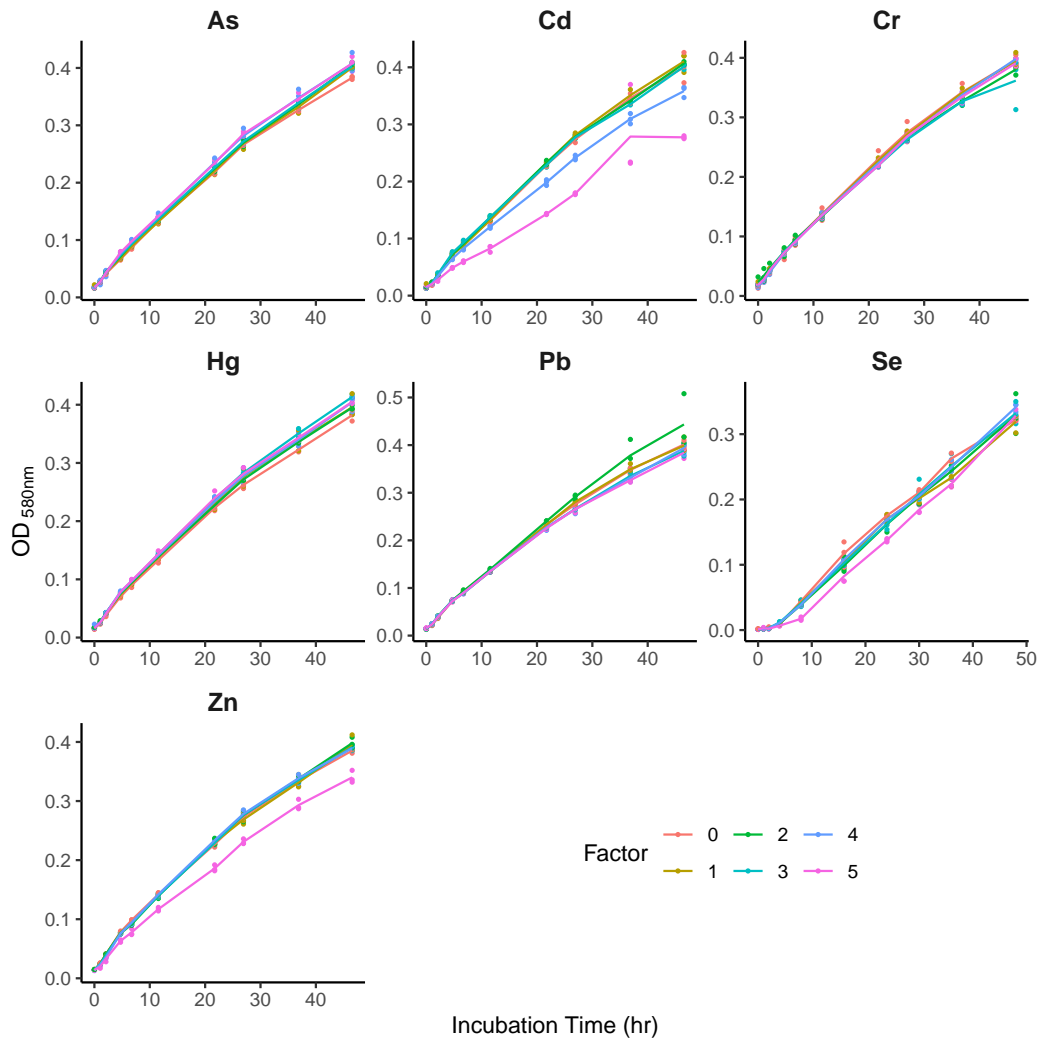 As Cd Cr
0.4 0.4 0.4
0.3 0.3 0.3
0.2 0.2 0.2
0.1 0.1 0.1
0.0 0.0 0.0
0 10 20 30 40 0 10 20 30 40 0 10 20 30 40
Hg Pb Se
0.4 0.5 0.3
0.3 0.4 0.2
0.2 0.3 0.1
0.1 0.2 0.0
0.0 0.1
0.0
0 10 20 30 40 0 10 20 30 40 0 10 20 30 40 50
OD580nm
Zn
0.4
0.3
0.2
0.1
0.0
0 10 20 30 40
Factor 0 2 4
1 3 5
Incubation Time (hr)